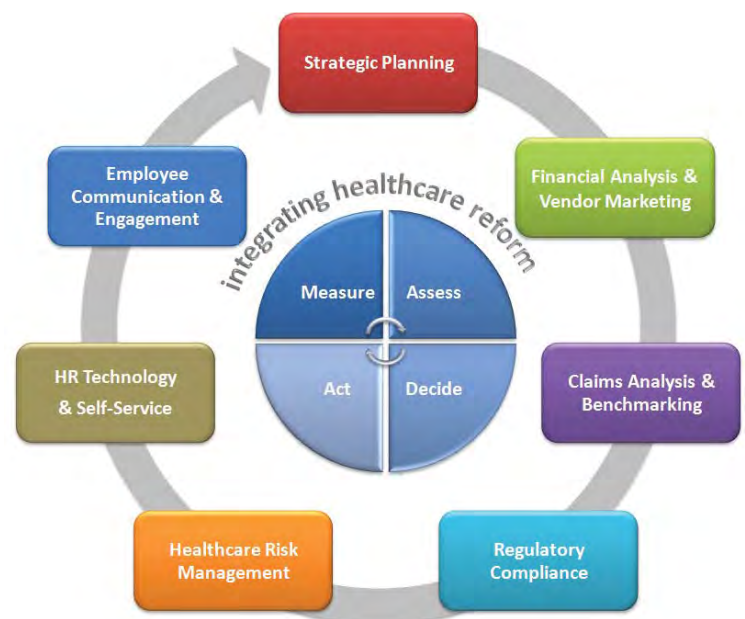 Strategic Planning
Financial Analysis &
Vendor Marketing
Claims Analysis &
Benchmarking
Regulatory
Compliance
Healthcare Risk
Management
HR Technology
& Self-Service
Employee
Communication &
Engagement
integrating healthcare reform
Measure
Assess
Act
Decide